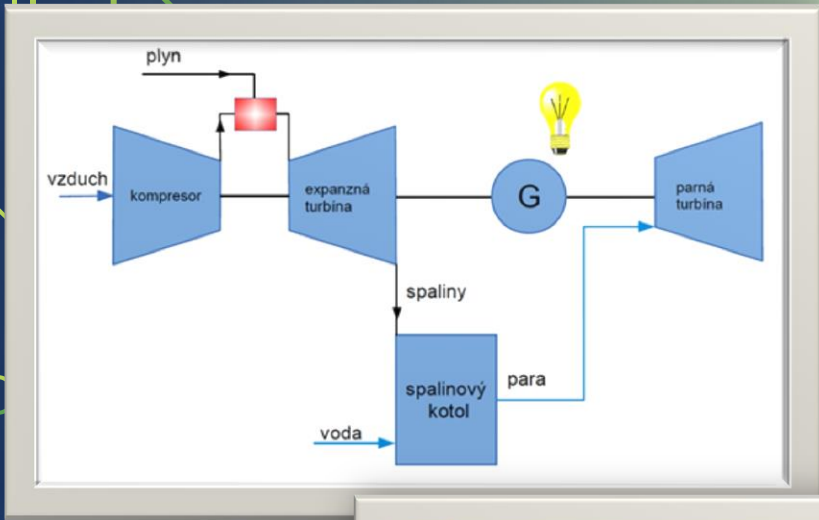 plyn
vzduch
kompresor
expanzná
turbína
G
parná
turbína
spaliny
spalinový
kotol
para
voda